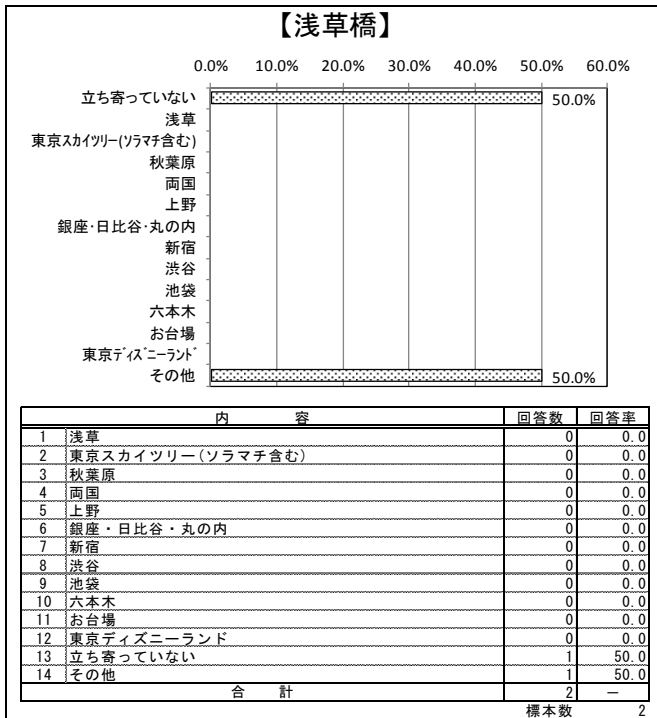 【浅草橋】
0.0% 10.0% 20.0% 30.0% 40.0% 50.0% 60.0%
立ち寄っていない 50.0%
浅草
東京スカイツリー(ソラマチ含む)
秋葉原
両国
上野
銀座・日比谷・丸の内
新宿
渋谷
池袋
六本木
お台場
東京ディズニーランド
その他 50.0%
内 容 回答数 回答率
1 浅草 0 0.0
2 東京スカイツリー(ソラマチ含む) 0 0.0
3 秋葉原 0 0.0
4 両国 0 0.0
5 上野 0 0.0
6 銀座・日比谷・丸の内 0 0.0
7 新宿 0 0.0
8 渋谷 0 0.0
9 池袋 0 0.0
10 六本木 0 0.0
11 お台場 0 0.0
12 東京ディズニーランド 0 0.0
13 立ち寄っていない 1 50.0
14 その他 1 50.0
合 計 2 －
標本数 2